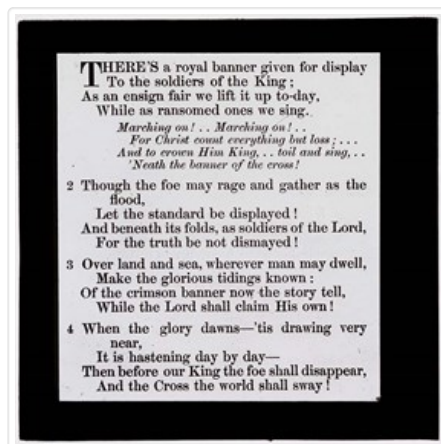 THERE'S a royal banner given for display
To the soldiers of the King;
As an ensign fair we lift it up to-day,
While as ransomed ones we sing.
Marching on! . . Marching on! . .
For Christ count everything but loss; . . .
And to crown Him King, . . toil and sing, . .
'Neath the banner of the cross!
2 Though the foe may rage and gather as the
flood,
Let the standard be displayed!
And beneath its folds, as soldiers of the Lord,
For the truth be not dismayed!
3 Over land and sea, wherever man may dwell,
Make the glorious tidings known:
Of the crimson banner now the story tell,
While the Lord shall claim His own!
4 When the glory dawns—'tis drawing very
near,
It is hastening day by day—
Then before our King the foe shall disappear,
And the Cross the world shall sway!